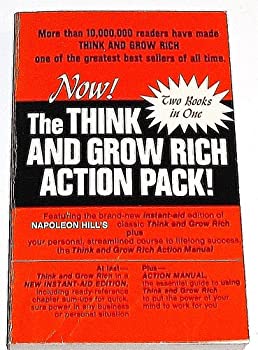 More than 10,000,000 readers have made
THINK AND GROW RICH
one of the greatest best sellers of all time.
Now!
Two Books
in One
The THINK
AND GROW RICH
ACTION PACK!
Featuring the brand-new instant-aid edition of
NAPOLEON HILL'S classic Think and Grow Rich
plus
your personal, streamlined course to lifelong success,
the Think and Grow Rich Action Manual
At last—
Think and Grow Rich in a
NEW INSTANT-AID EDITION,
including ready-reference
chapter sum-ups for quick,
sure power in any business
or personal situation
Plus—
ACTION MANUAL,
the essential guide to using
Think and Grow Rich
to put the power of your
mind to work for you